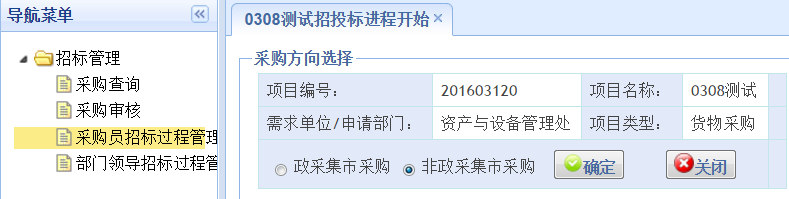 导航菜单
招标管理
采购查询
采购审核
采购员招标过程管理
部门领导招标过程管
0308测试招投标进程开始
采购方向选择
项目编号： 201603120 项目名称： 0308测试
需求单位/申请部门： 资产与设备管理处 项目类型： 货物采购
政采集市采购 非政采集市采购 确定 关闭